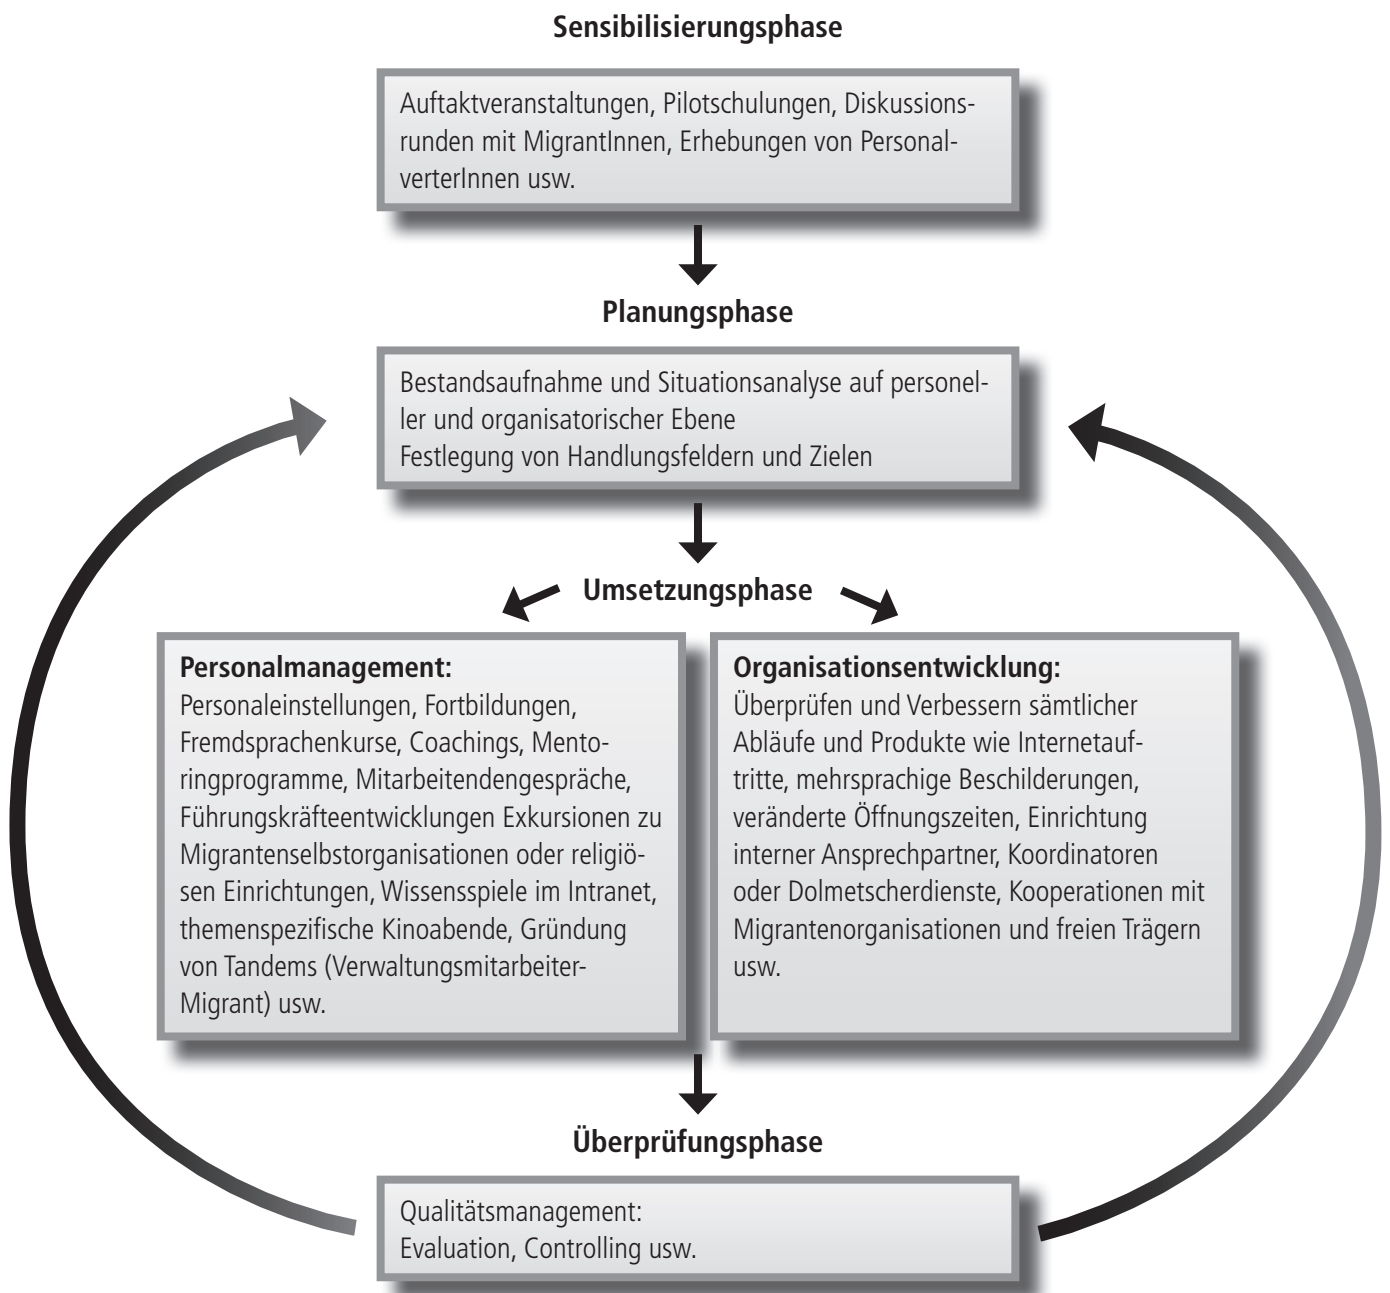 Sensibilisierungsphase
Auftaktveranstaltungen, Pilotschulungen, Diskussions-
runden mit MigrantInnen, Erhebungen von Personal-
verterInnen usw.
Planungsphase
Bestandsaufnahme und Situationsanalyse auf personel-
ler und organisatorischer Ebene
Festlegung von Handlungsfeldern und Zielen
Umsetzungsphase
Personalmanagement:
Personaleinstellungen, Fortbildungen,
Fremdsprachenkurse, Coachings, Mento-
ringprogramme, Mitarbeitendengespräche,
Führungskräfteentwicklungen Exkursionen zu
Migrantenselbstorganisationen oder religiö-
sen Einrichtungen, Wissensspiele im Intranet,
themenspezifische Kinoabende, Gründung
von Tandems (Verwaltungsmitarbeiter-
Migrant) usw.
Organisationsentwicklung:
Überprüfen und Verbessern sämtlicher
Abläufe und Produkte wie Internetauf-
tritte, mehrsprachige Beschilderungen,
veränderte Öffnungszeiten, Einrichtung
interner Ansprechpartner, Koordinatoren
oder Dolmetscherdienste, Kooperationen mit
Migrantenorganisationen und freien Trägern
usw.
Überprüfungsphase
Qualitätsmanagement:
Evaluation, Controlling usw.